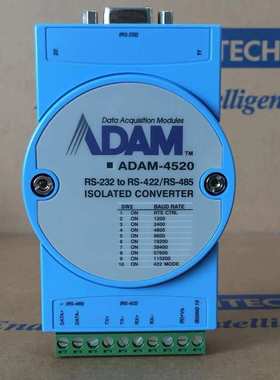 (RS-232)
TECH
Data Acquisition Modules
ADAM TM
ADAM-4520
RS-232 to RS-422/RS-485
ISOLATED CONVERTER
SW2 BAUD RATE
1 ON RTS CTRL
2 ON 1200
3 ON 2400
4 ON 4800
5 ON 9600
6 ON 19200
7 ON 38400
8 ON 57600
9 ON 115200
10 ON 422 MODE
(RS-485) (RS-422)
DATA+ DATA- TX+ TX- RX+ RX-